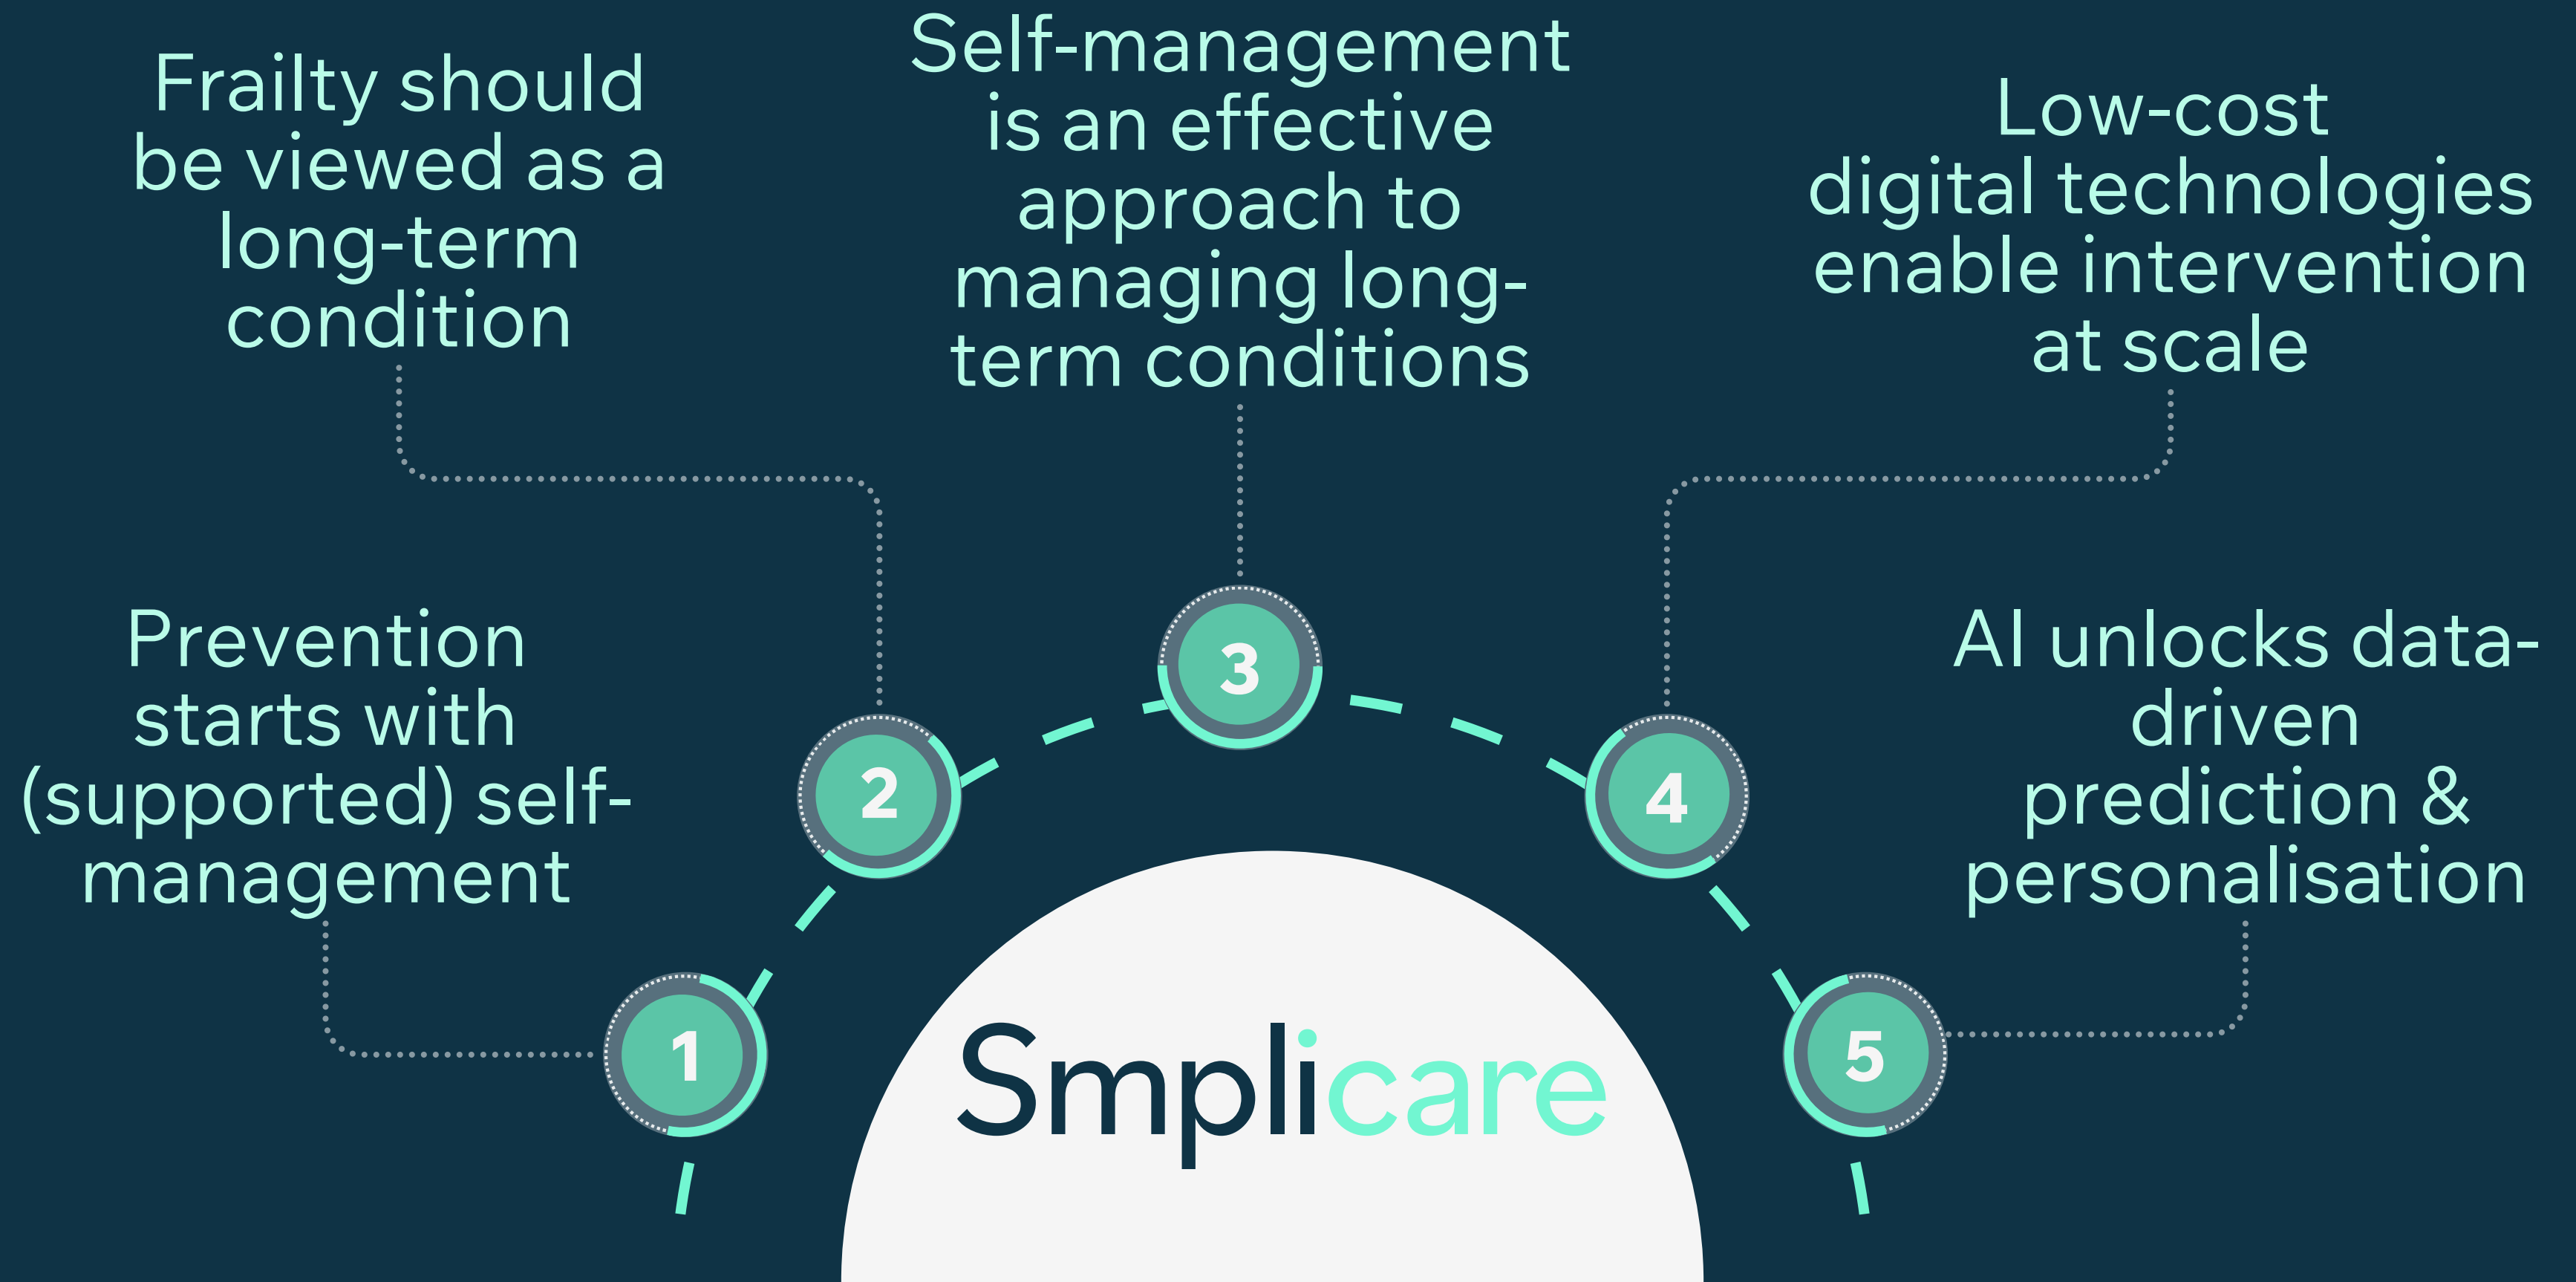 Prevention
starts with
(supported) self-
management
1
Frailty should
be viewed as a
long-term
condition
2
Self-management
is an effective
approach to
managing long-
term conditions
3
Low-cost
digital technologies
enable intervention
at scale
4
AI unlocks data-
driven
prediction &
personalisation
5
Smplicare